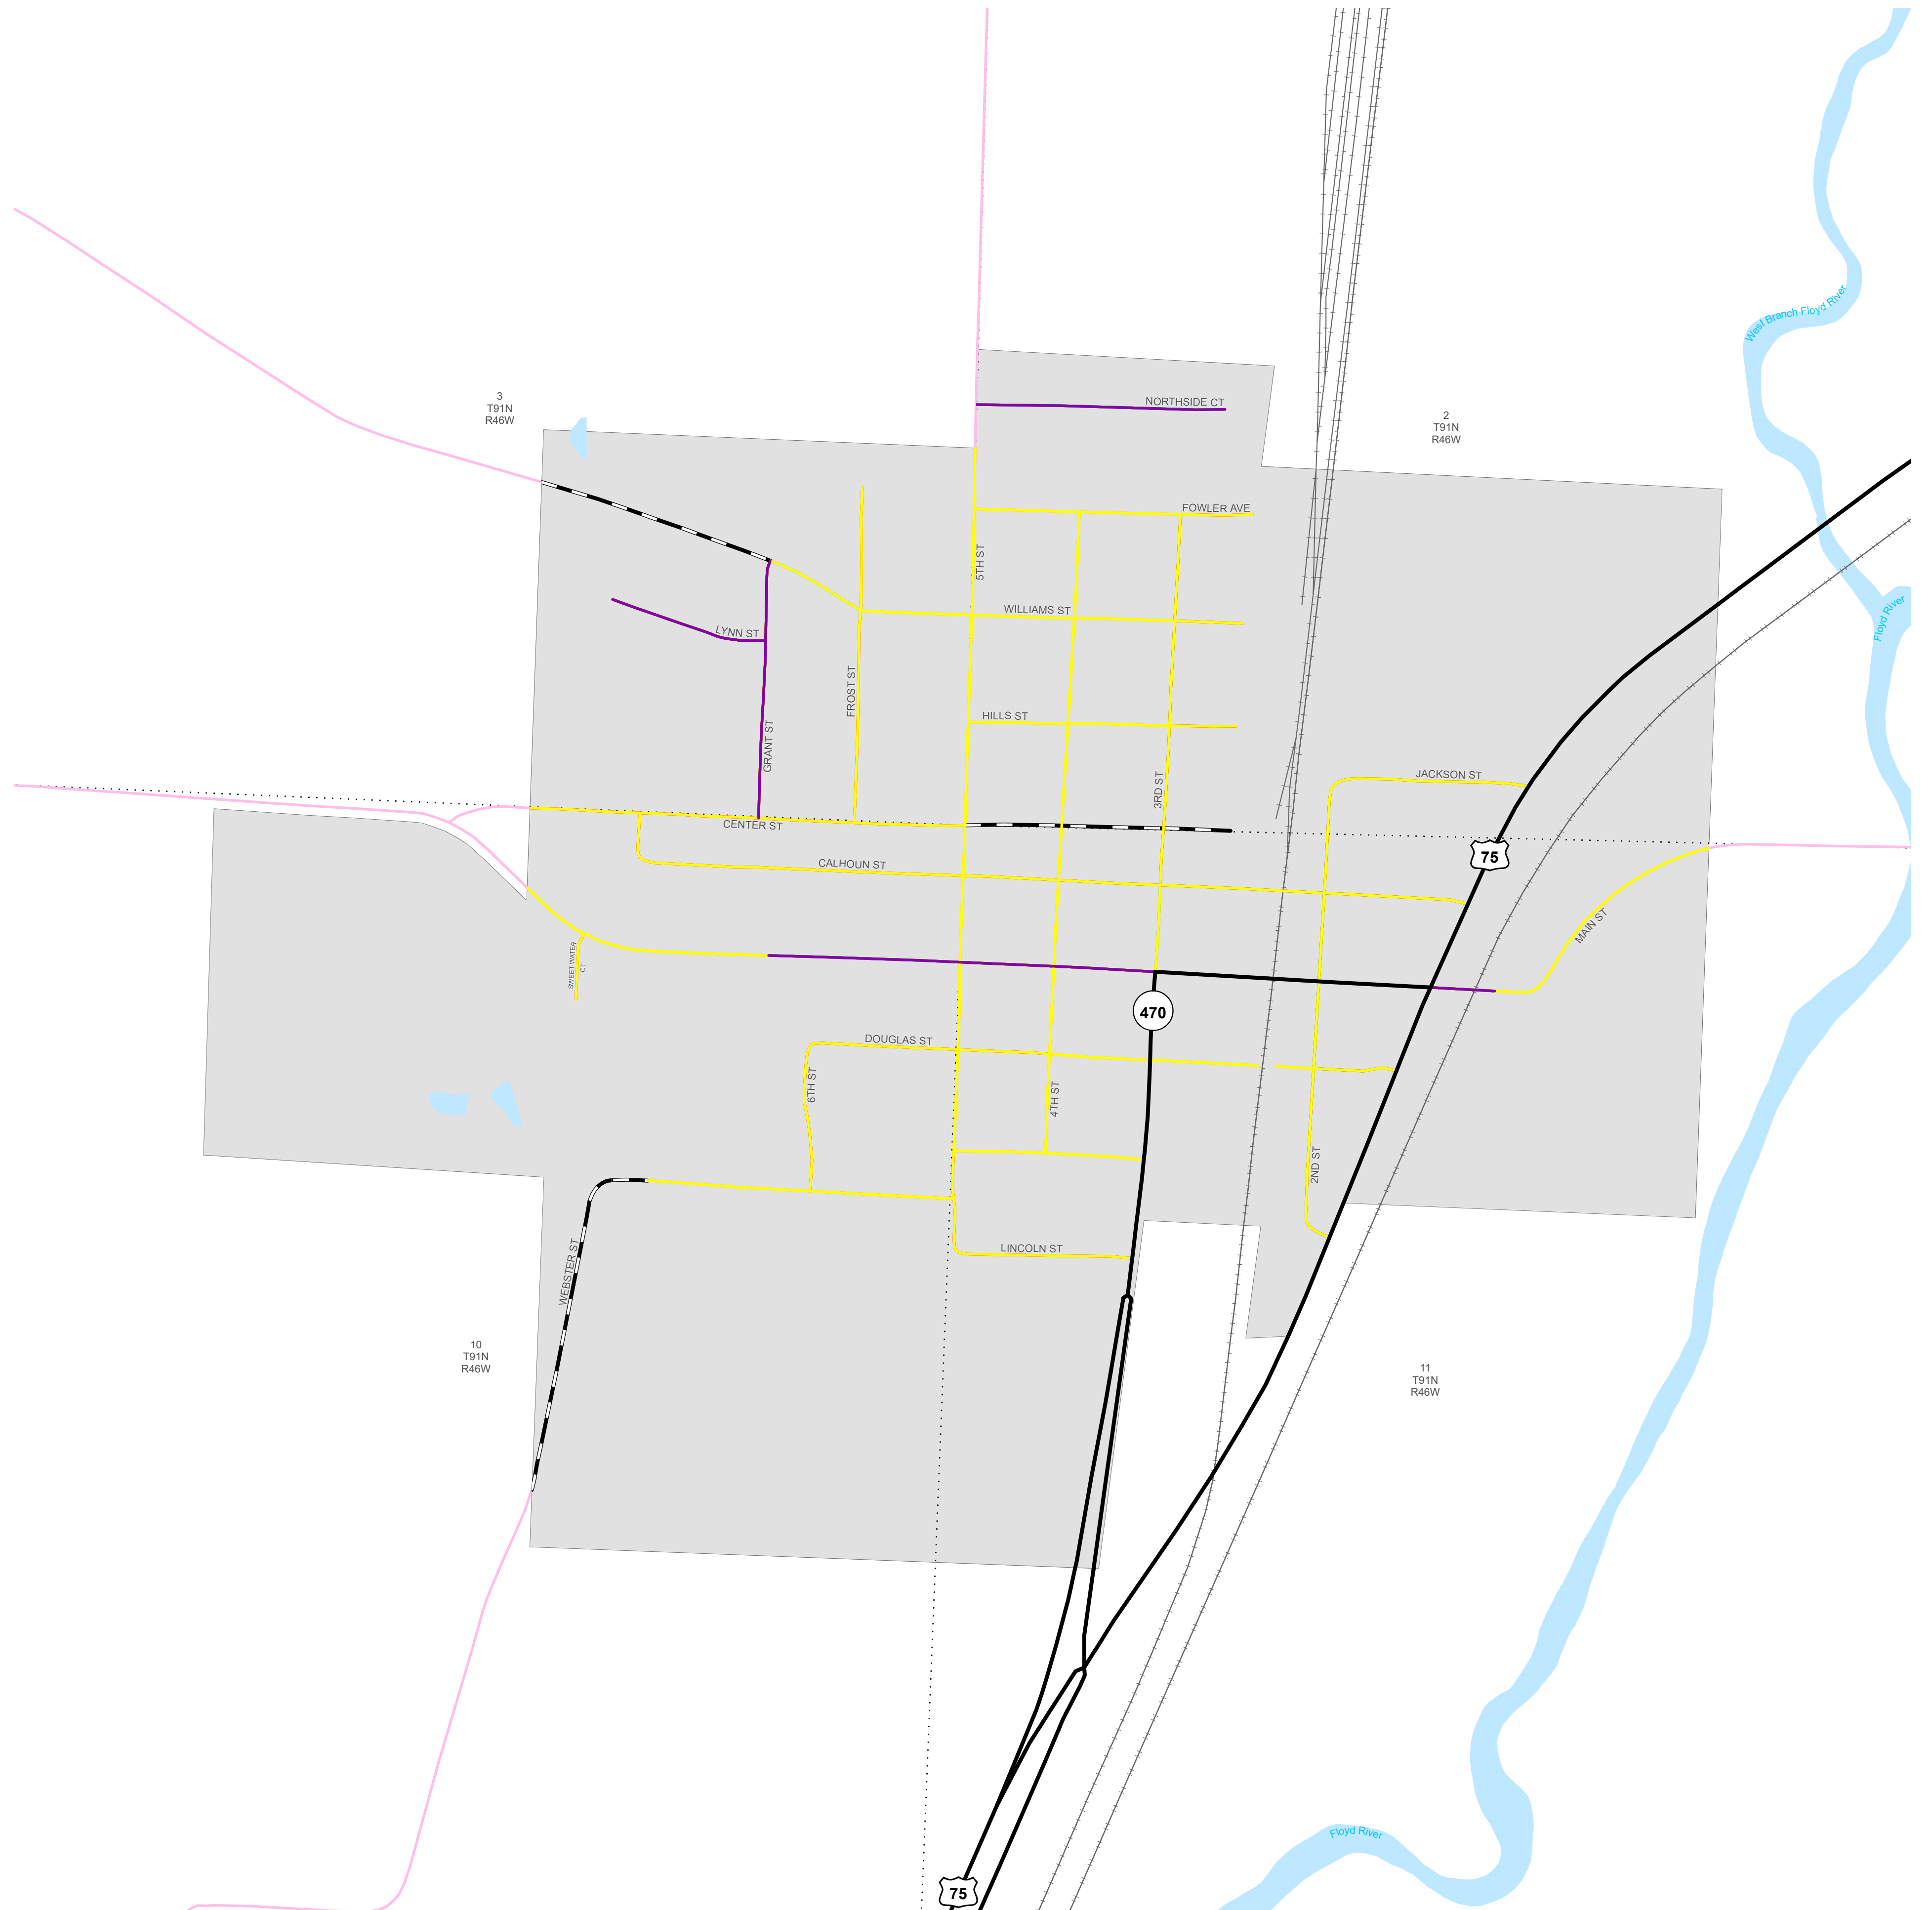 West Branch Floyd River
3
T91N
R46W
NORTHSIDE CT
2
T91N
R46W
FOWLER AVE
5TH ST
WILLIAMS ST
Floyd River
LYNN ST
FROST ST
HILLS ST
GRANT ST
3RD ST
JACKSON ST
CENTER ST
75
CALHOUN ST
MAIN ST
SWEET WATER
CT
470
DOUGLAS ST
6TH ST
4TH ST
2ND ST
LINCOLN ST
WEBSTER ST
10
T91N
R46W
11
T91N
R46W
Floyd River
75